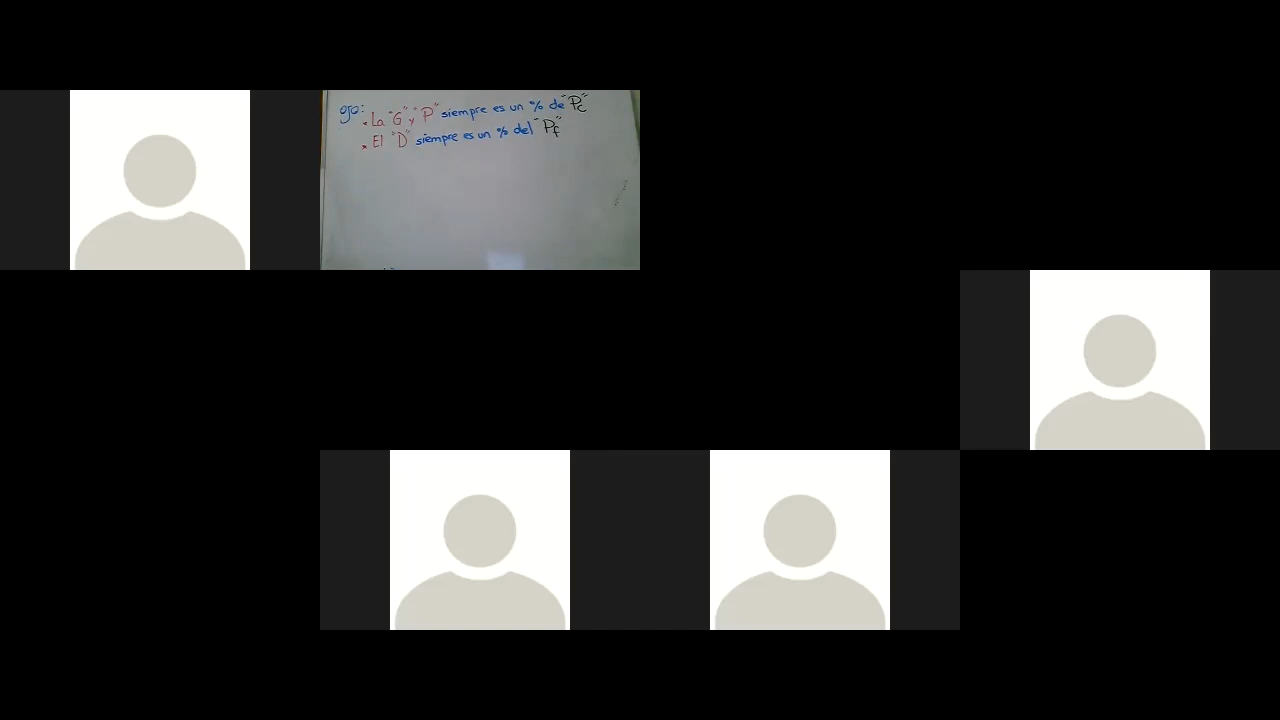 ojo:
* La "G" y "P" siempre es un % de "Pc"
* El "D" siempre es un % del "Pf"